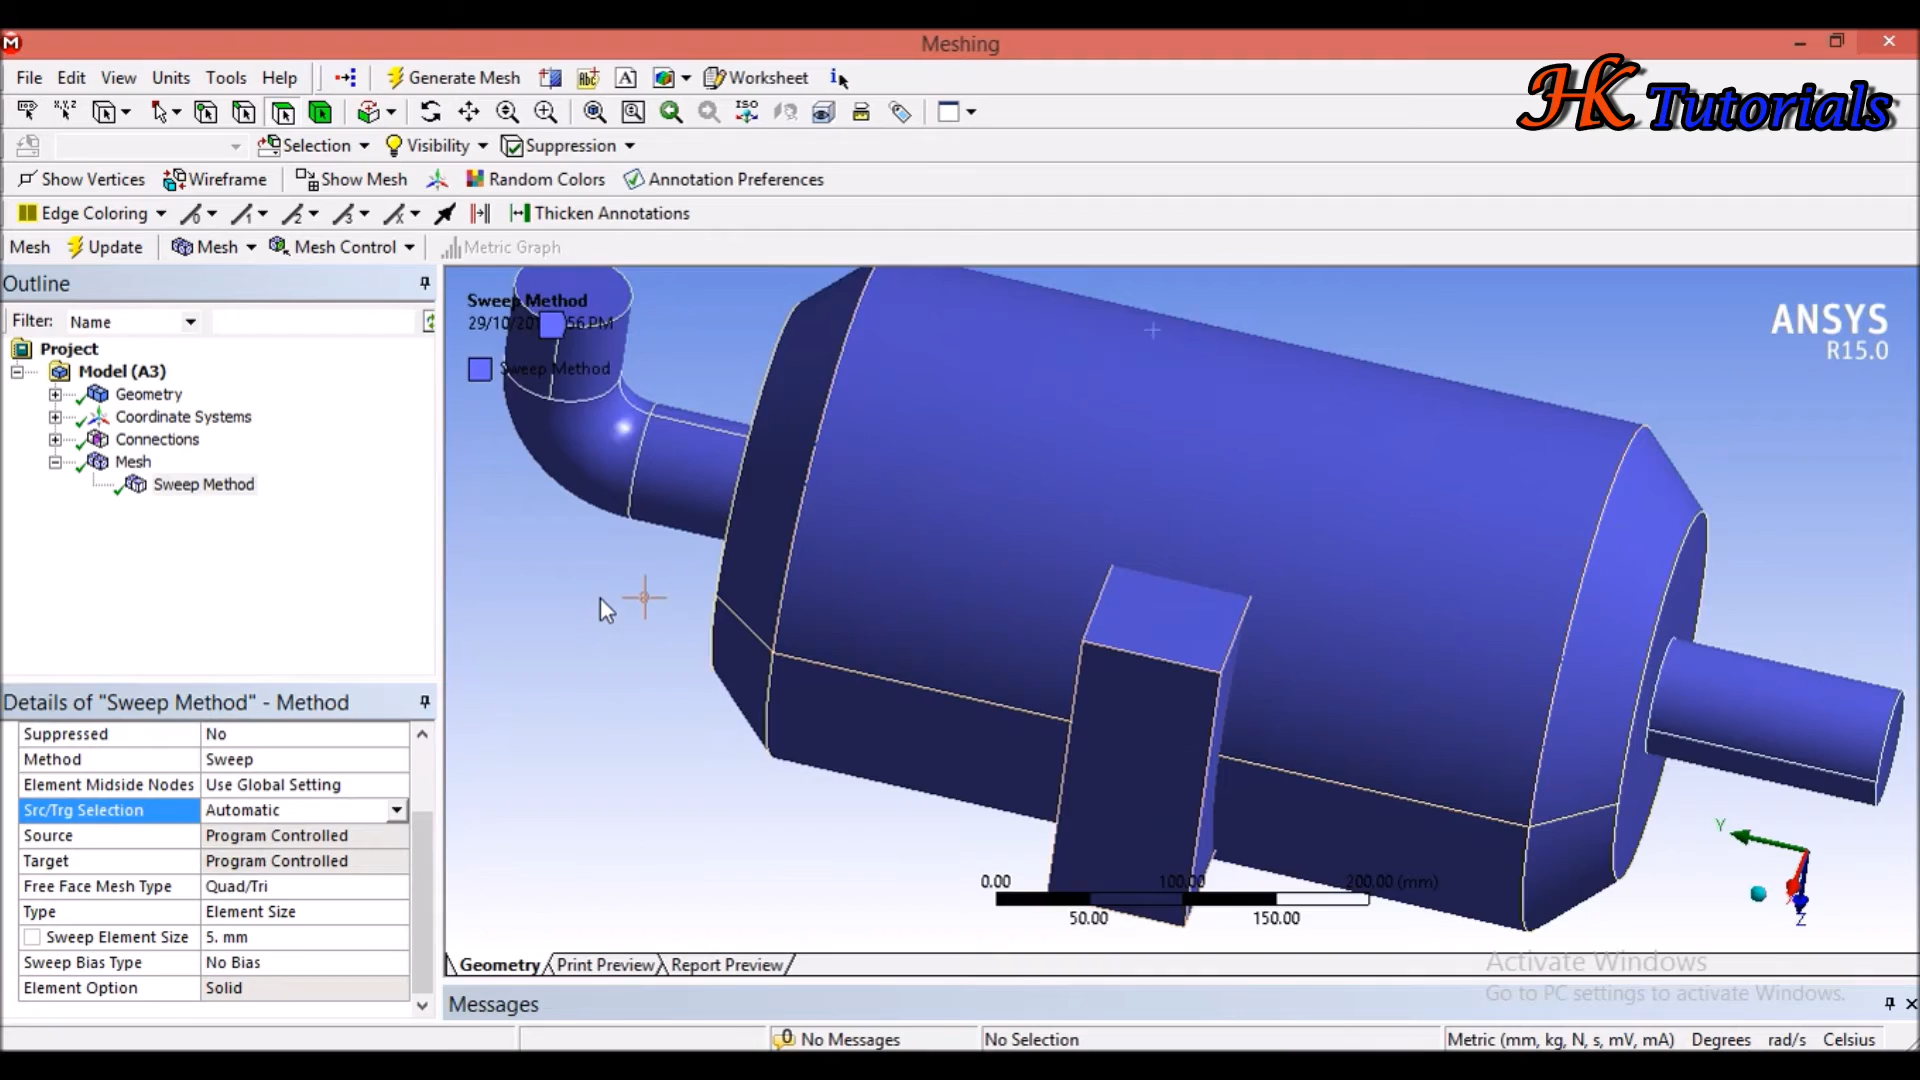 Meshing
File Edit View Units Tools Help Generate Mesh Worksheet
HK Tutorials
Selection Visibility Suppression
Show Vertices Wireframe Show Mesh Random Colors Annotation Preferences
Edge Coloring Thicken Annotations
Mesh Update Mesh Mesh Control Metric Graph
Outline
Filter: Name
Project
Model (A3)
Geometry
Coordinate Systems
Connections
Mesh
Sweep Method
Sweep Method
Sweep Method
ANSYS
R15.0
Details of "Sweep Method" - Method
Suppressed No
Method Sweep
Element Midside Nodes Use Global Setting
Src/Trg Selection Automatic
Source Program Controlled
Target Program Controlled
Free Face Mesh Type Quad/Tri
Type Element Size
Sweep Element Size 5. mm
Sweep Bias Type No Bias
Element Option Solid
Y
Z
0.00 100.00 200.00 (mm)
50.00 150.00
Geometry Print Preview Report Preview
Activate Windows
Go to PC settings to activate Windows.
Messages
No Messages No Selection Metric (mm, kg, N, s, mV, mA) Degrees rad/s Celsius